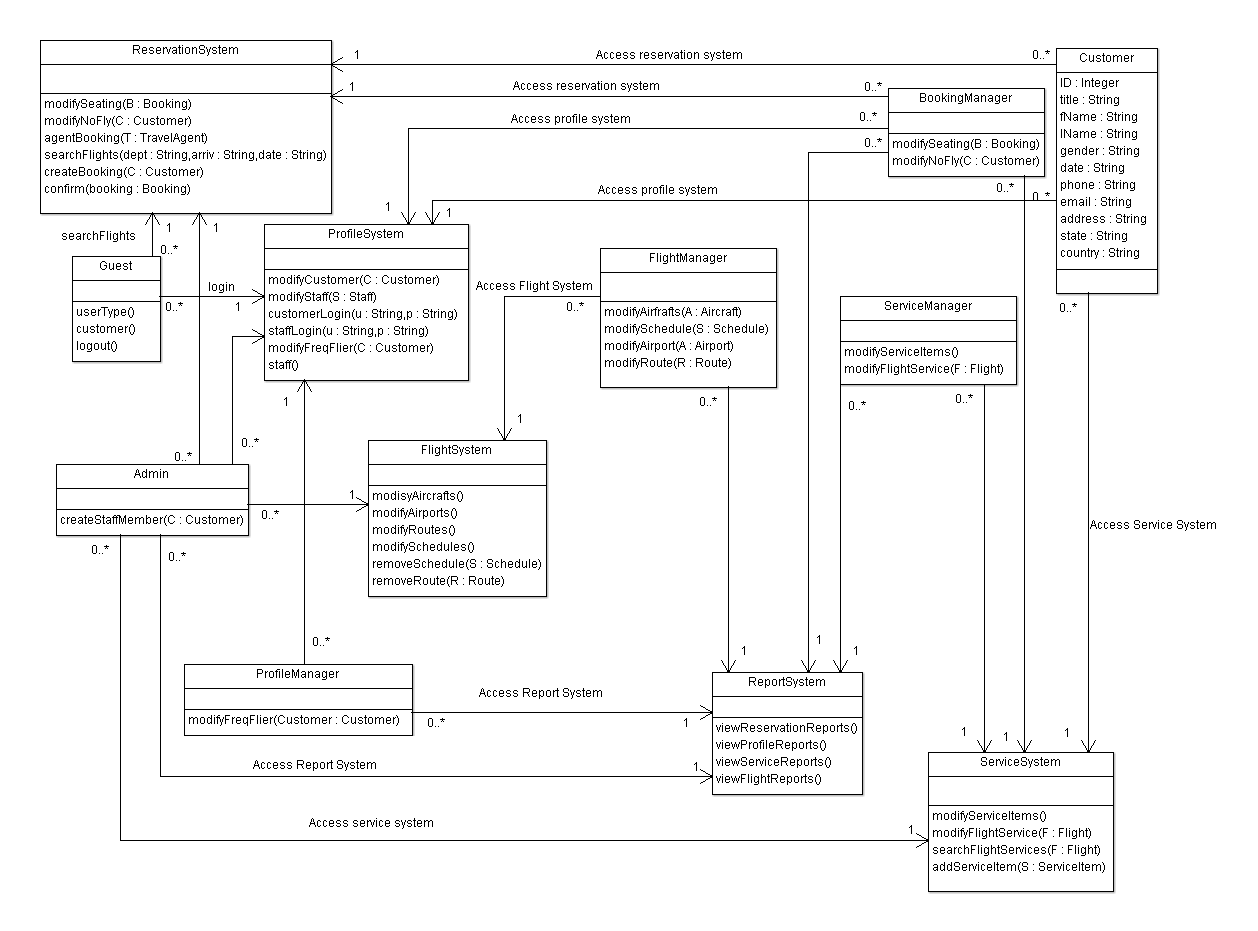 ReservationSystem
modifySeating(B : Booking)
modifyNoFly(C : Customer)
agentBooking(T : TravelAgent)
searchFlights(dept : String,arriv : String,date : String)
createBooking(C : Customer)
confirm(booking : Booking)
1
Access reservation system
0..*
1
Access reservation system
0..*
Access profile system
0..*
0..*
Customer
ID : Integer
title : String
fName : String
lName : String
gender : String
date : String
phone : String
email : String
address : String
state : String
country : String
BookingManager
modifySeating(B : Booking)
modifyNoFly(C : Customer)
0..*
0..*
Access profile system
1
1
searchFlights
1
0..*
1
Guest
userType()
customer()
logout()
login
0..*
1
ProfileSystem
modifyCustomer(C : Customer)
modifyStaff(S : Staff)
customerLogin(u : String,p : String)
staffLogin(u : String,p : String)
modifyFreqFlier(C : Customer)
staff()
Access Flight System
0..*
1
FlightManager
modifyAirfrafts(A : Aircraft)
modifySchedule(S : Schedule)
modifyAirport(A : Airport)
modifyRoute(R : Route)
0..*
ServiceManager
modifyServiceItems()
modifyFlightService(F : Flight)
0..*
0..*
0..*
1
0..*
0..*
Admin
createStaffMember(C : Customer)
0..*
0..*
0..*
1
FlightSystem
modisyAircrafts()
modifyAirports()
modifyRoutes()
modifySchedules()
removeSchedule(S : Schedule)
removeRoute(R : Route)
Access Service System
0..*
ProfileManager
modifyFreqFlier(Customer : Customer)
Access Report System
0..*
1
1
1
1
ReportSystem
viewReservationReports()
viewProfileReports()
viewServiceReports()
viewFlightReports()
Access Report System
1
Access service system
1
1
1
1
ServiceSystem
modifyServiceItems()
modifyFlightService(F : Flight)
searchFlightServices(F : Flight)
addServiceItem(S : ServiceItem)